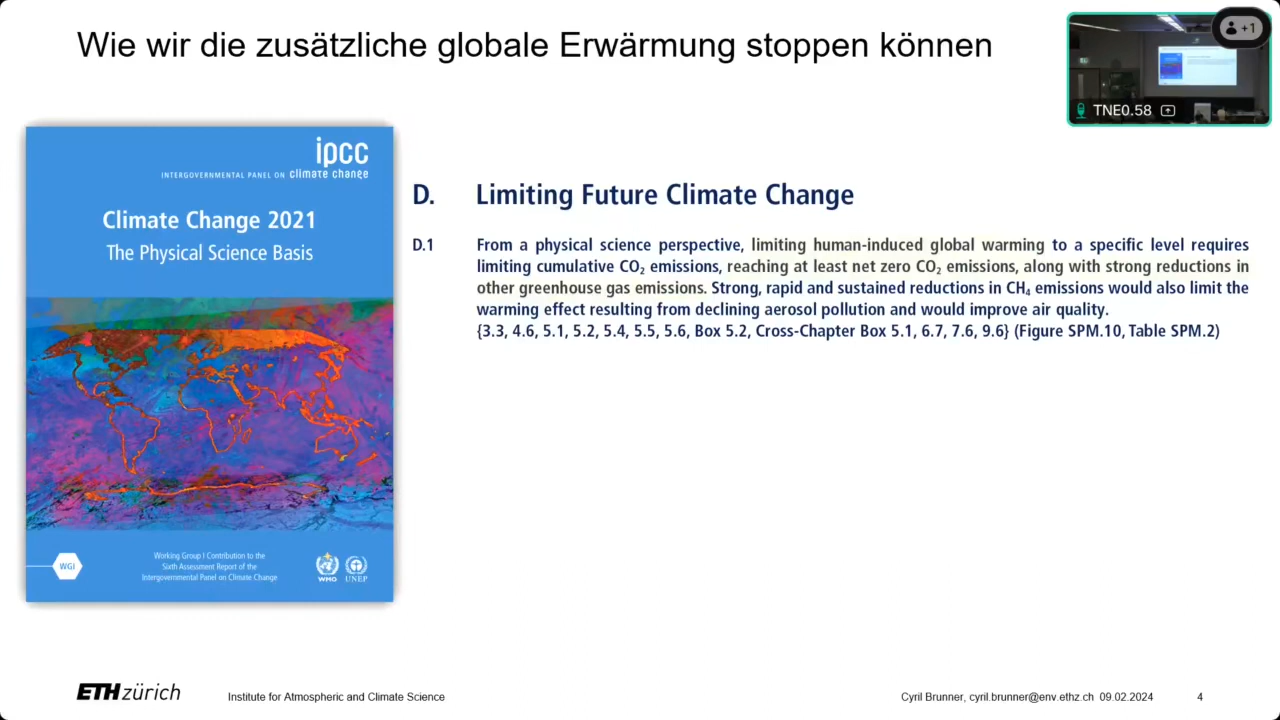 Wie wir die zusätzliche globale Erwärmung stoppen können
+1
TNE0.58
ipcc
INTERGOVERNMENTAL PANEL ON climate change
Climate Change 2021
The Physical Science Basis
WGI
Working Group I Contribution to the
Sixth Assessment Report of the
Intergovernmental Panel on Climate Change
WMO
UNEP
D. Limiting Future Climate Change
D.1 From a physical science perspective, limiting human-induced global warming to a specific level requires
limiting cumulative CO₂ emissions, reaching at least net zero CO₂ emissions, along with strong reductions in
other greenhouse gas emissions. Strong, rapid and sustained reductions in CH₄ emissions would also limit the
warming effect resulting from declining aerosol pollution and would improve air quality.
{3.3, 4.6, 5.1, 5.2, 5.4, 5.5, 5.6, Box 5.2, Cross-Chapter Box 5.1, 6.7, 7.6, 9.6} (Figure SPM.10, Table SPM.2)
ETH zürich
Institute for Atmospheric and Climate Science
Cyril Brunner, cyril.brunner@env.ethz.ch 09.02.2024
4